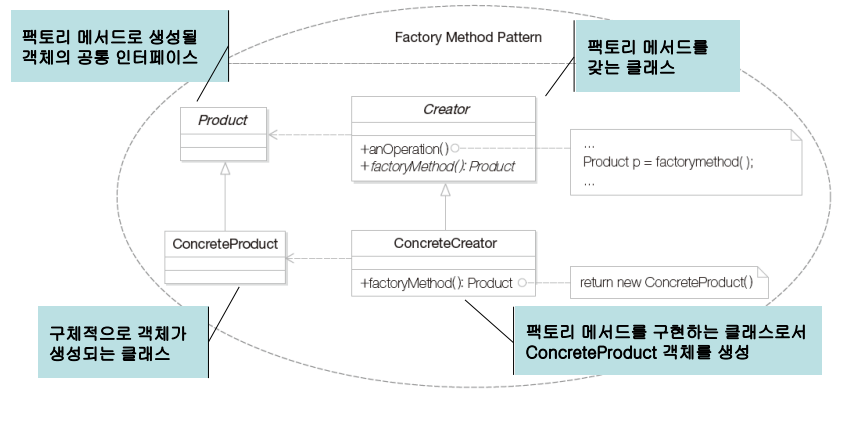 팩토리 메서드로 생성될
객체의 공통 인터페이스
Factory Method Pattern
팩토리 메서드를
갖는 클래스
Product
Creator
+anOperation()
+factoryMethod(): Product
...
Product p = factorymethod( );
...
ConcreteProduct
ConcreteCreator
+factoryMethod(): Product
return new ConcreteProduct()
구체적으로 객체가
생성되는 클래스
팩토리 메서드를 구현하는 클래스로서
ConcreteProduct 객체를 생성